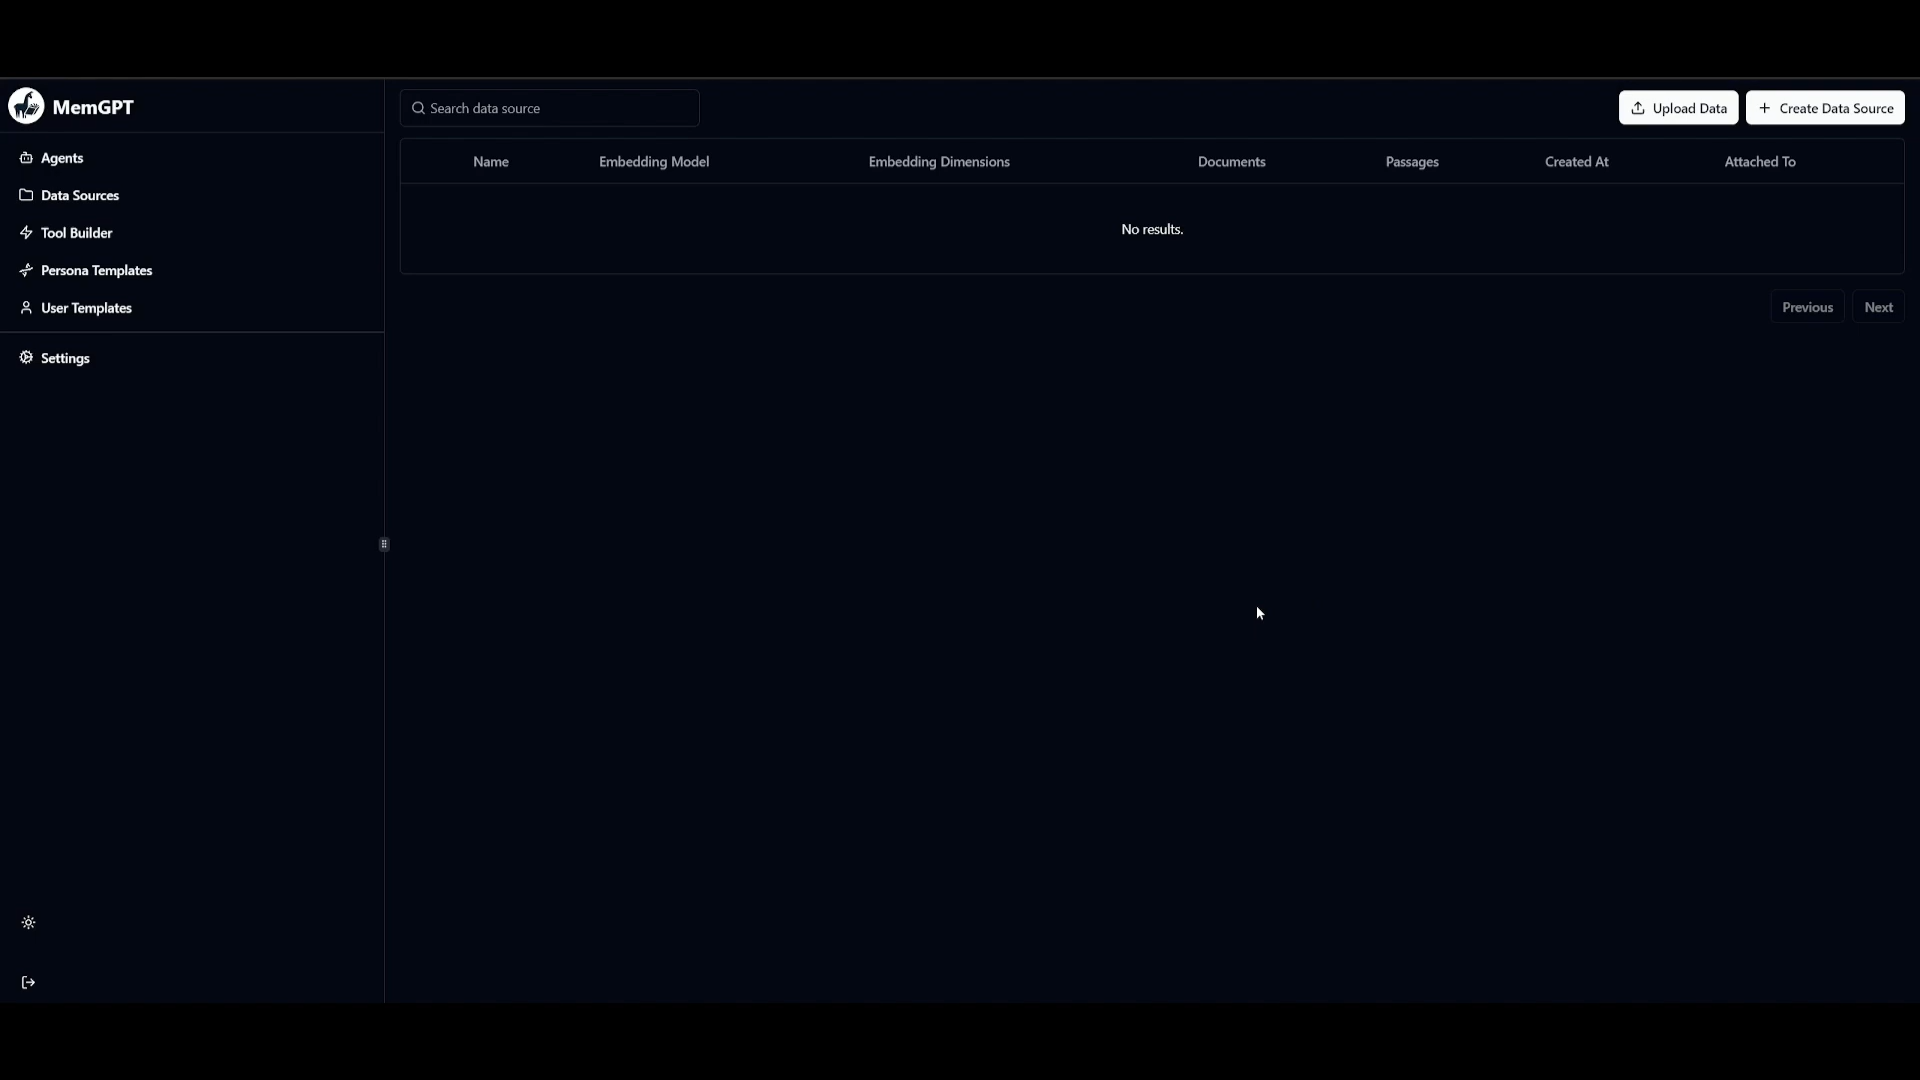 MemGPT
Agents
Data Sources
Tool Builder
Persona Templates
User Templates
Settings
Search data source
Upload Data
Create Data Source
Name Embedding Model Embedding Dimensions Documents Passages Created At Attached To
No results.
Previous Next